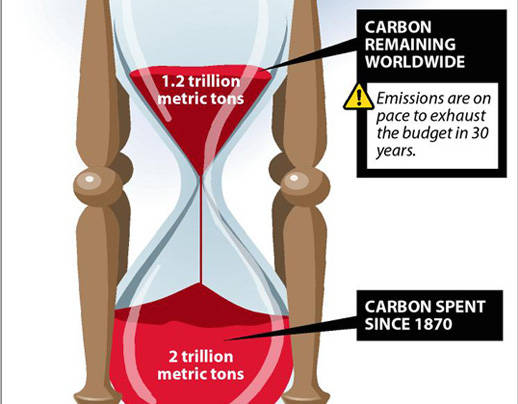 CARBON
REMAINING
WORLDWIDE
1.2 trillion
metric tons
Emissions are on
pace to exhaust
the budget in 30
years.
CARBON SPENT
SINCE 1870
2 trillion
metric tons